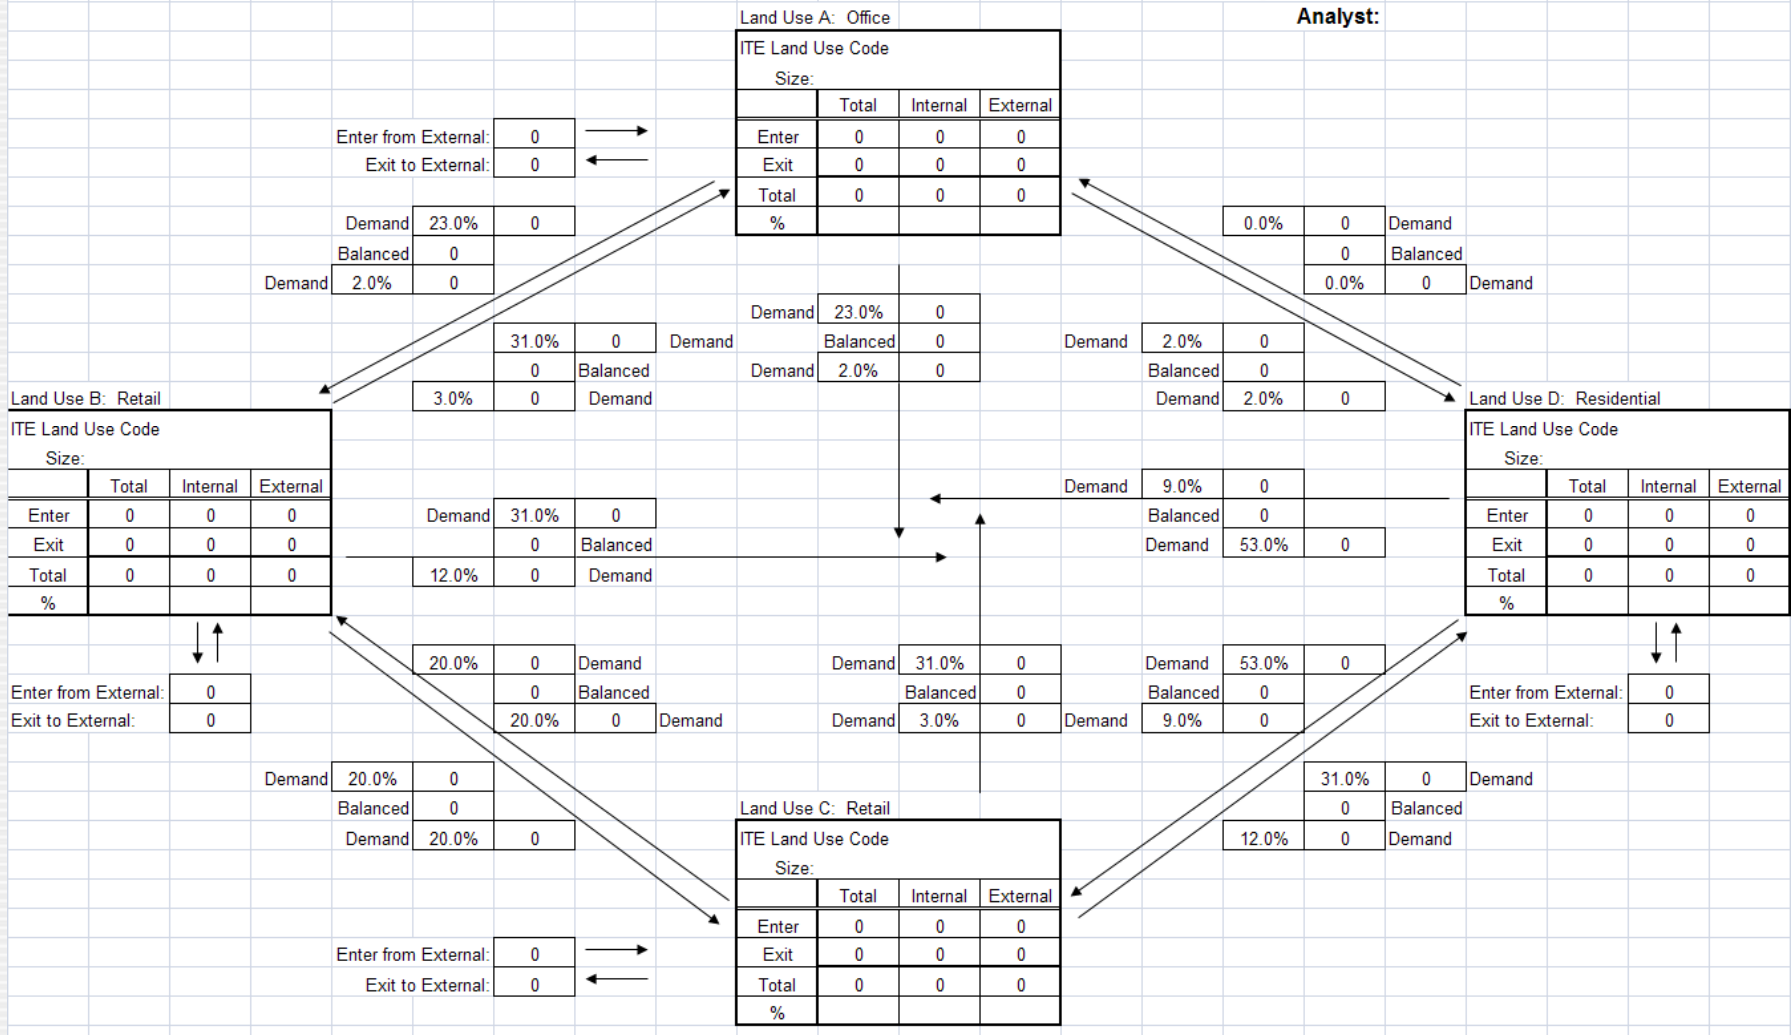 Land Use A: Office Analyst:
ITE Land Use Code
Size:
Total Internal External
Enter from External: 0 Enter 0 0 0
Exit to External: 0 Exit 0 0 0
Total 0 0 0
Demand 23.0% 0 % 0.0% 0 Demand
Balanced 0 0 Balanced
Demand 2.0% 0 0.0% 0 Demand
Demand 23.0% 0
31.0% 0 Demand Balanced 0 Demand 2.0% 0
0 Balanced Demand 2.0% 0 Balanced 0
Land Use B: Retail 3.0% 0 Demand Demand 2.0% 0 Land Use D: Residential
ITE Land Use Code ITE Land Use Code
Size: Size:
Total Internal External Demand 9.0% 0 Total Internal External
Enter 0 0 0 Demand 31.0% 0 Balanced 0 Enter 0 0 0
Exit 0 0 0 0 Balanced Demand 53.0% 0 Exit 0 0 0
Total 0 0 0 12.0% 0 Demand Total 0 0 0
% %
20.0% 0 Demand Demand 31.0% 0 Demand 53.0% 0
Enter from External: 0 0 Balanced Balanced 0 Balanced 0 Enter from External: 0
Exit to External: 0 20.0% 0 Demand Demand 3.0% 0 Demand 9.0% 0 Exit to External: 0
Demand 20.0% 0 31.0% 0 Demand
Balanced 0 Land Use C: Retail 0 Balanced
Demand 20.0% 0 ITE Land Use Code 12.0% 0 Demand
Size:
Total Internal External
Enter 0 0 0
Enter from External: 0 Exit 0 0 0
Exit to External: 0 Total 0 0 0
%